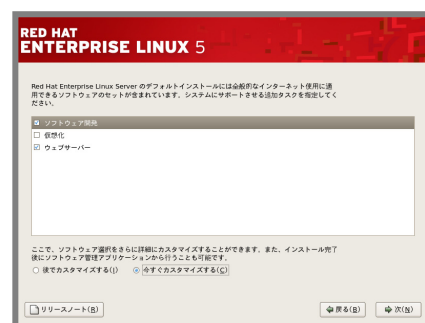 RED HAT
ENTERPRISE LINUX 5
Red Hat Enterprise Linux Server のデフォルトインストールには全般的なインターネット使用に適
用できるソフトウェアのセットが含まれています。システムにサポートさせる追加タスクを指定してく
ださい。
ソフトウェア開発
仮想化
ウェブサーバー
ここで、ソフトウェア選択をさらに詳細にカスタマイズすることができます。また、インストール完了
後にソフトウェア管理アプリケーションから行うことも可能です。
後でカスタマイズする(l) 今すぐカスタマイズする(C)
リリースノート(R) 戻る(B) 次(N)